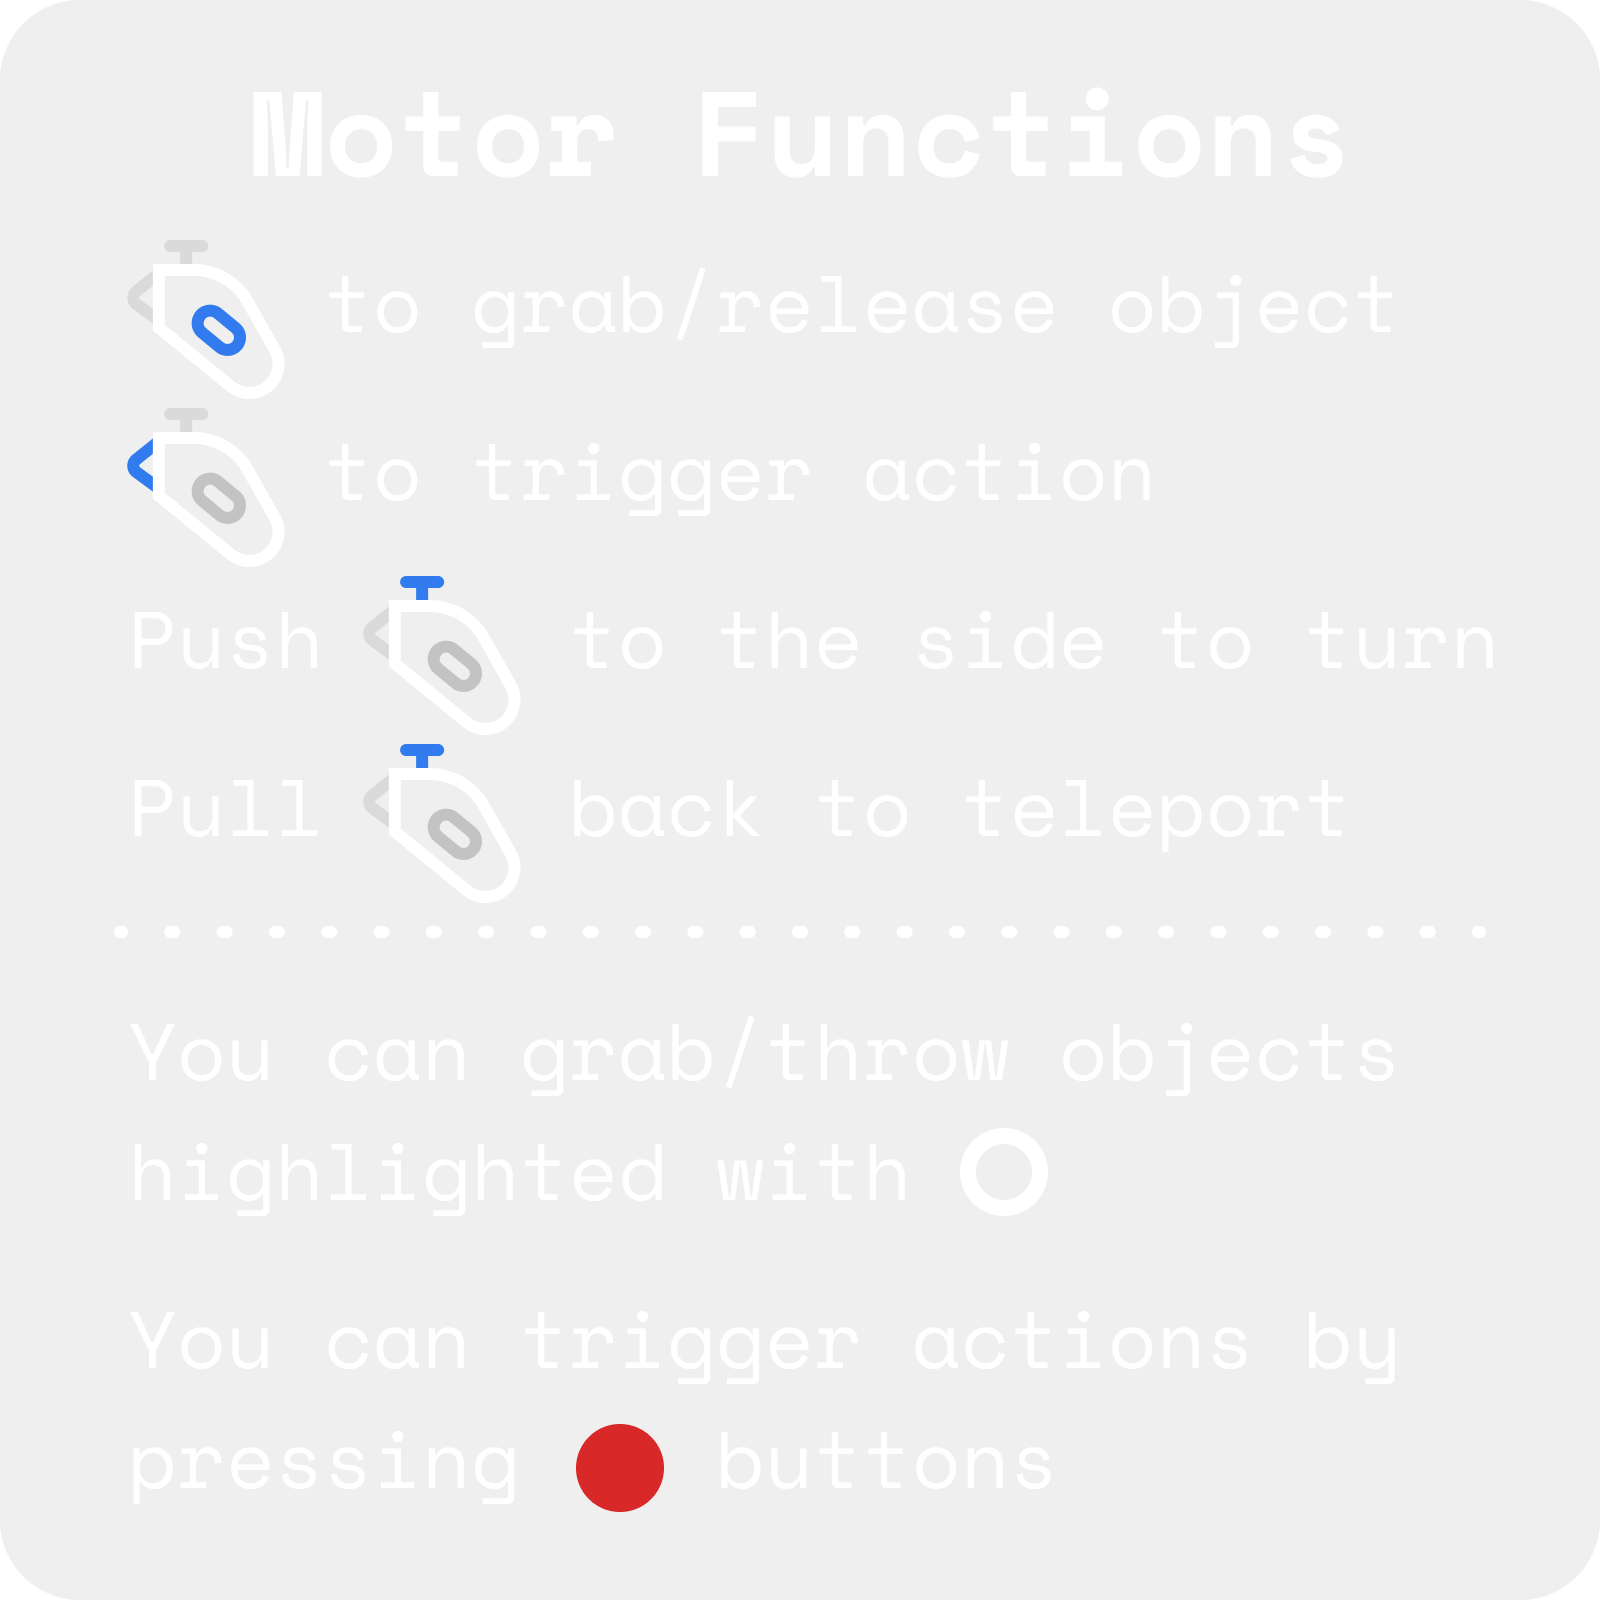 Motor Functions
to grab/release object
to trigger action
Push to the side to turn
Pull back to teleport
You can grab/throw objects
highlighted with
You can trigger actions by
pressing buttons